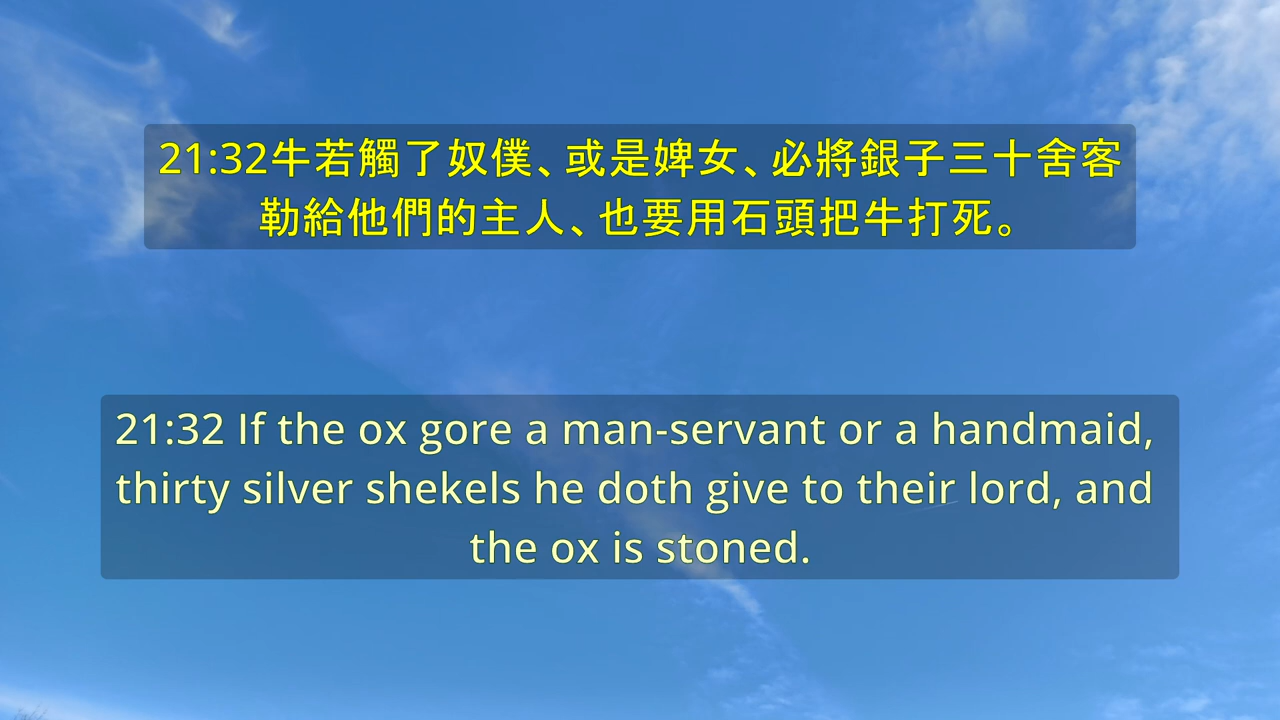 21:32牛若觸了奴僕、或是婢女、必將銀子三十舍客
勒給他們的主人、也要用石頭把牛打死。
21:32 If the ox gore a man-servant or a handmaid,
thirty silver shekels he doth give to their lord, and
the ox is stoned.